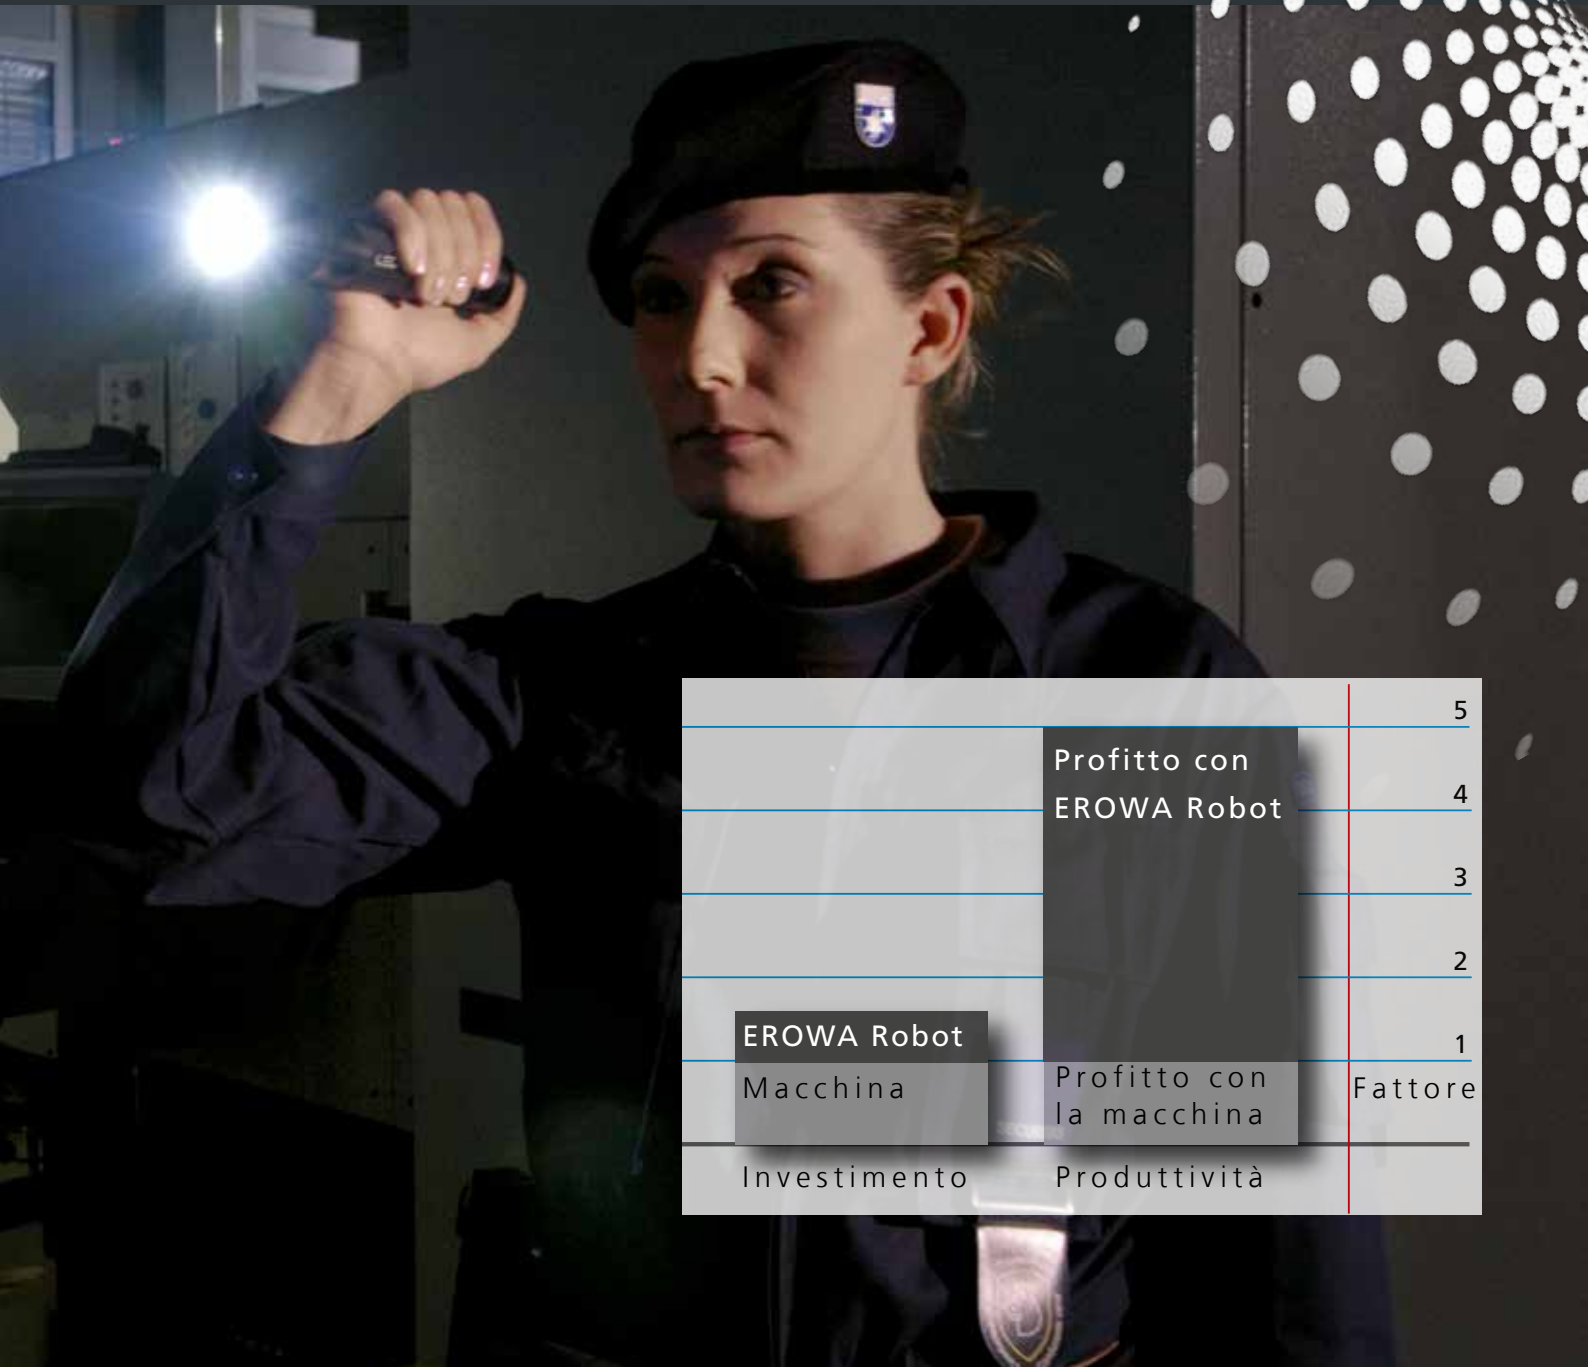 5
Profitto con
4
EROWA Robot
3
2
EROWA Robot
1
Macchina
Profitto con
la macchina
Fattore
Investimento
Produttività